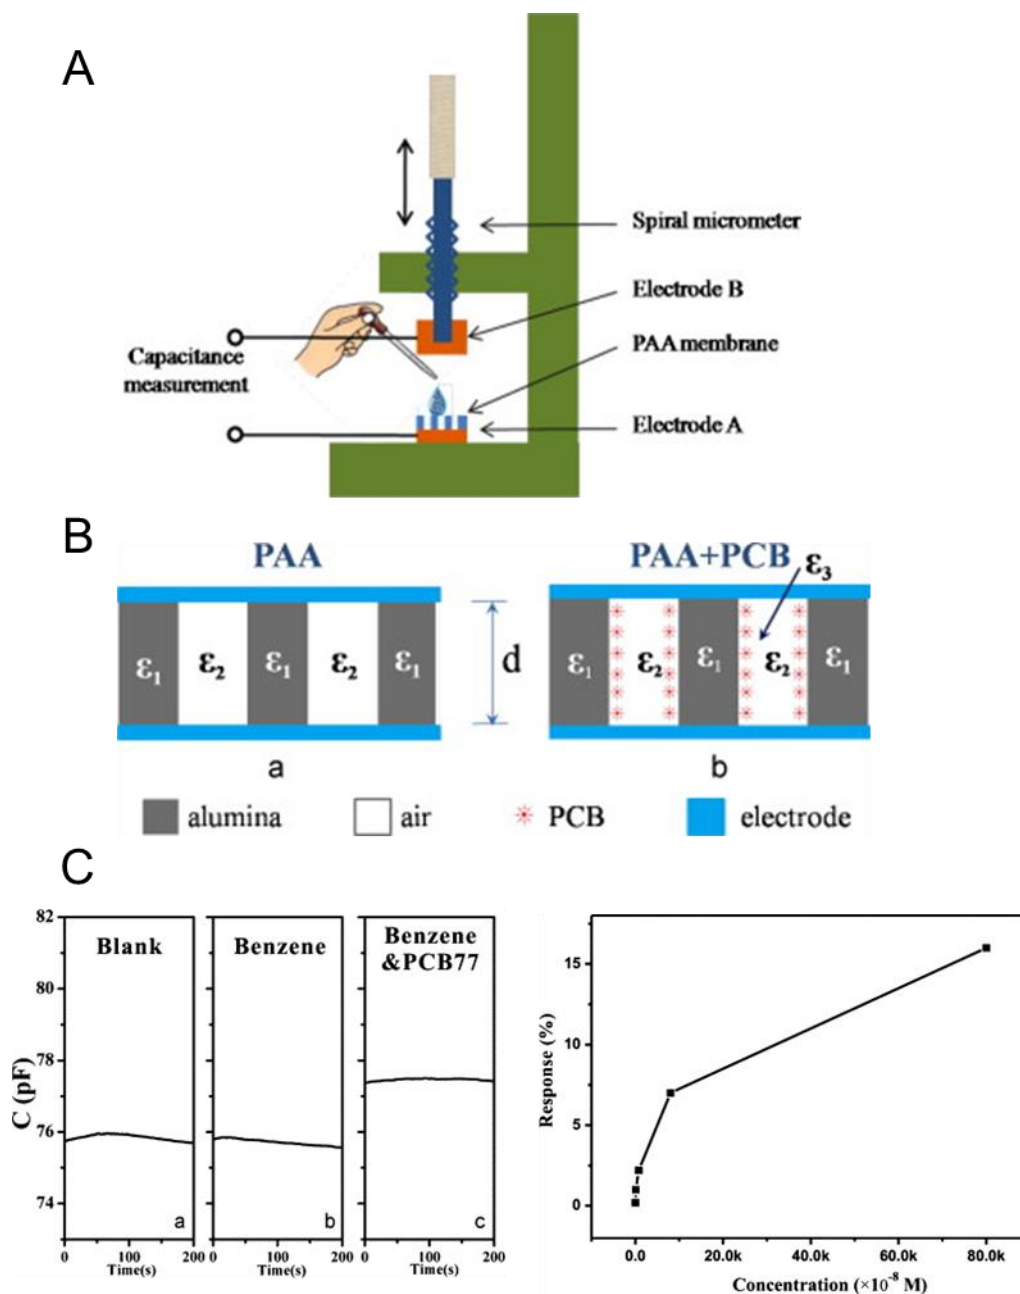 A
Spiral micrometer
Electrode B
PAA membrane
Electrode A
Capacitance
measurement
B
PAA
PAA+PCB
ε3
ε1
ε2
ε1
ε2
ε1
d
ε1
ε2
ε1
ε2
ε1
a
b
alumina
air
PCB
electrode
C
C (pF)
82
80
78
76
74
Blank
a
0
100
200
Time(s)
Benzene
b
0
100
200
Time(s)
Benzene
&PCB77
c
0
100
200
Time(s)
Response (%)
15
10
5
0
0.0
20.0k
40.0k
60.0k
80.0k
Concentration (×10-8 M)